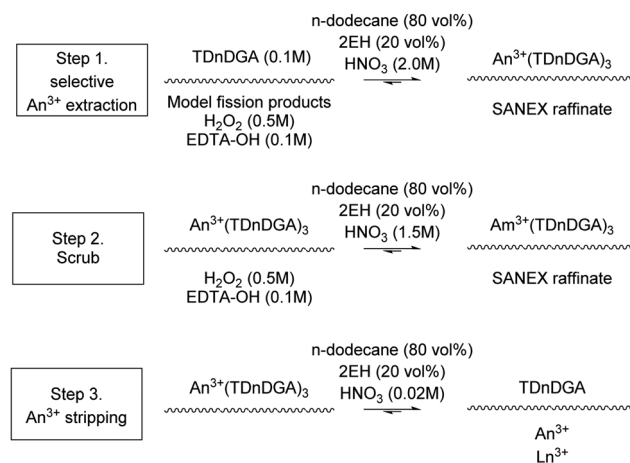 Step 1.
selective
An³⁺ extraction
TDnDGA (0.1M)
Model fission products
H₂O₂ (0.5M)
EDTA-OH (0.1M)
n-dodecane (80 vol%)
2EH (20 vol%)
HNO₃ (2.0M)
An³⁺(TDnDGA)₃
SANEX raffinate
Step 2.
Scrub
An³⁺(TDnDGA)₃
H₂O₂ (0.5M)
EDTA-OH (0.1M)
n-dodecane (80 vol%)
2EH (20 vol%)
HNO₃ (1.5M)
Am³⁺(TDnDGA)₃
SANEX raffinate
Step 3.
An³⁺ stripping
An³⁺(TDnDGA)₃
n-dodecane (80 vol%)
2EH (20 vol%)
HNO₃ (0.02M)
TDnDGA
An³⁺
Ln³⁺